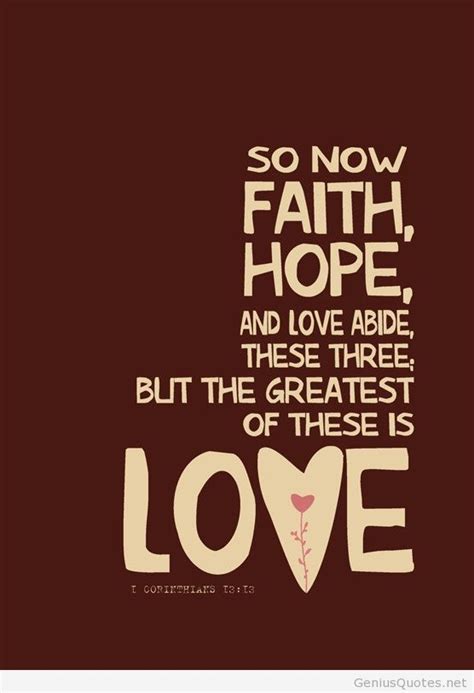 SO NOW
FAITH,
HOPE,
AND LOVE ABIDE,
THESE THREE;
BUT THE GREATEST
OF THESE IS
LOVE
1 CORINTHIANS 13:13
GeniusQuotes.net